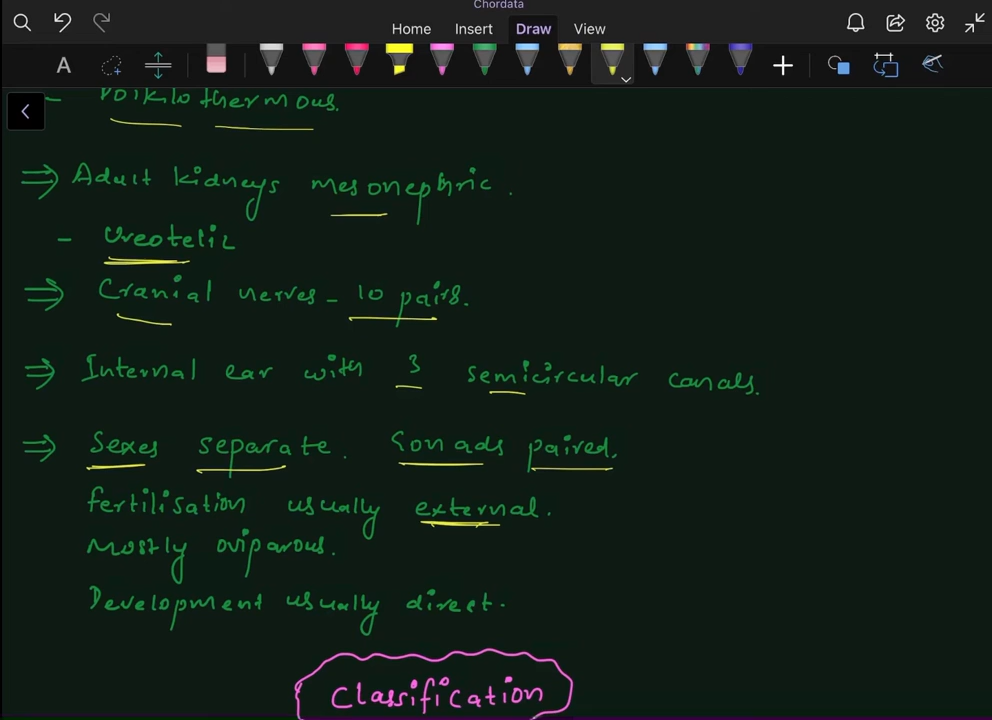 Chordata
Home Insert Draw View
- Poikilothermous.
⇒ Adult kidneys mesonephric.
- Ureotelic
⇒ Cranial nerves - 10 pairs.
⇒ Internal ear with 3 semicircular canals.
⇒ Sexes separate. Gonads paired.
fertilisation usually external.
Mostly oviparous.
Development usually direct.
Classification